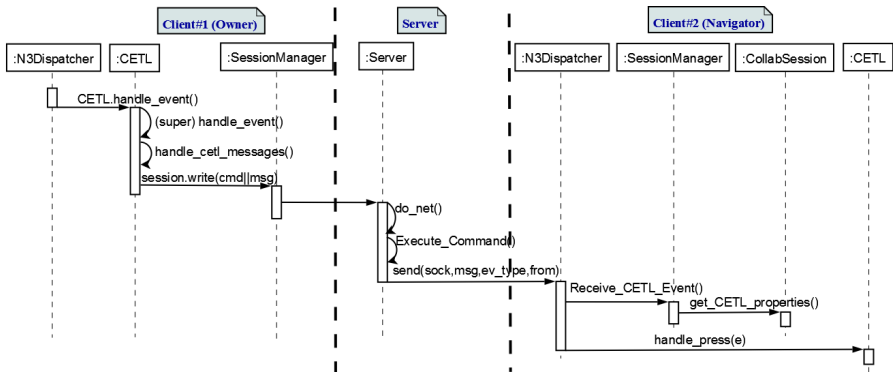 Client#1 (Owner)
Server
Client#2 (Navigator)
:N3Dispatcher
:CETL
:SessionManager
:Server
:N3Dispatcher
:SessionManager
:CollabSession
:CETL
CETL.handle_event()
(super) handle_event()
handle_cetl_messages()
session.write(cmd||msg)
do_net()
Execute_Command()
send(sock,msg,ev_type,from)
Receive_CETL_Event()
get_CETL_properties()
handle_press(e)